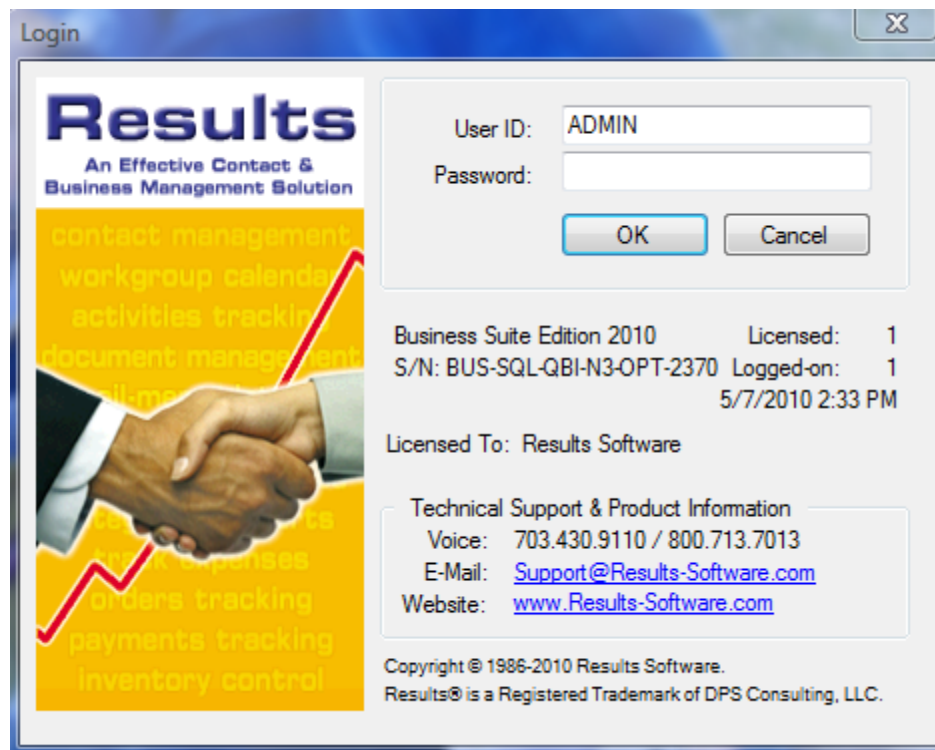 Login
Results
An Effective Contact &
Business Management Solution
contact management
workgroup calendar
activities tracking
document management
track expenses
orders tracking
payments tracking
inventory control
User ID: ADMIN
Password:
OK Cancel
Business Suite Edition 2010 Licensed: 1
S/N: BUS-SQL-QBI-N3-OPT-2370 Logged-on: 1
5/7/2010 2:33 PM
Licensed To: Results Software
Technical Support & Product Information
Voice: 703.430.9110 / 800.713.7013
E-Mail: Support@Results-Software.com
Website: www.Results-Software.com
Copyright © 1986-2010 Results Software.
Results® is a Registered Trademark of DPS Consulting, LLC.